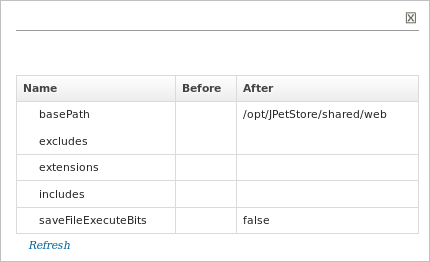 Name Before After
basePath /opt/JPetStore/shared/web
excludes
extensions
includes
saveFileExecuteBits false
Refresh